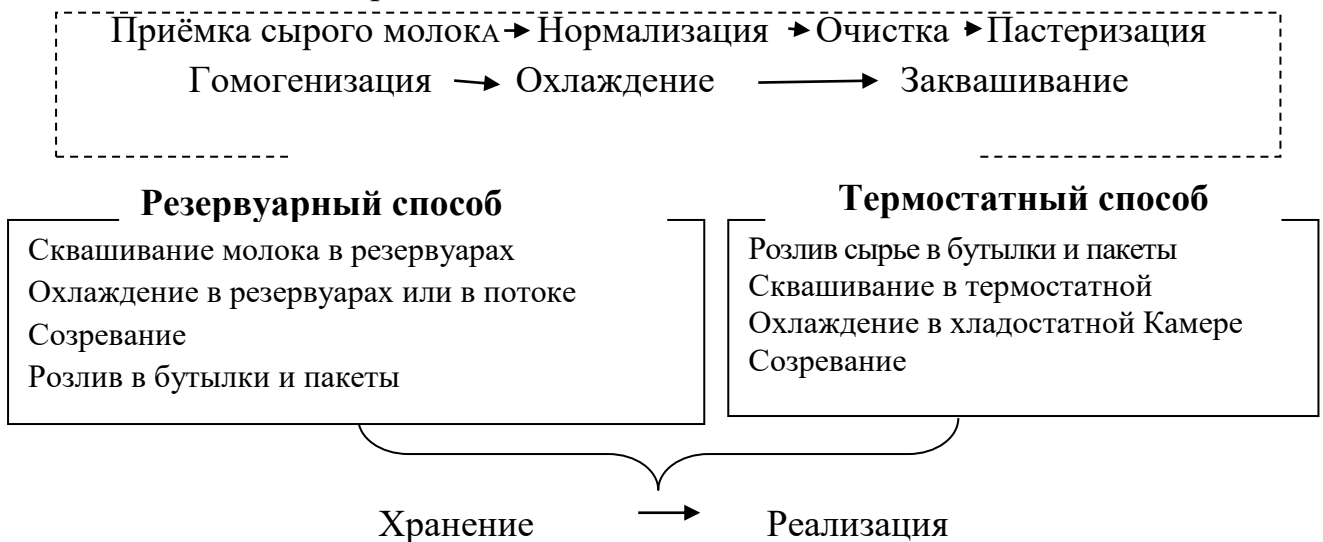 Приёмка сырого молокА Нормализация Очистка Пастеризация
Гомогенизация Охлаждение Заквашивание
Резервуарный способ
Сквашивание молока в резервуарах
Охлаждение в резервуарах или в потоке
Созревание
Розлив в бутылки и пакеты
Термостатный способ
Розлив сырье в бутылки и пакеты
Сквашивание в термостатной
Охлаждение в хладостатной Камере
Созревание
Хранение Реализация